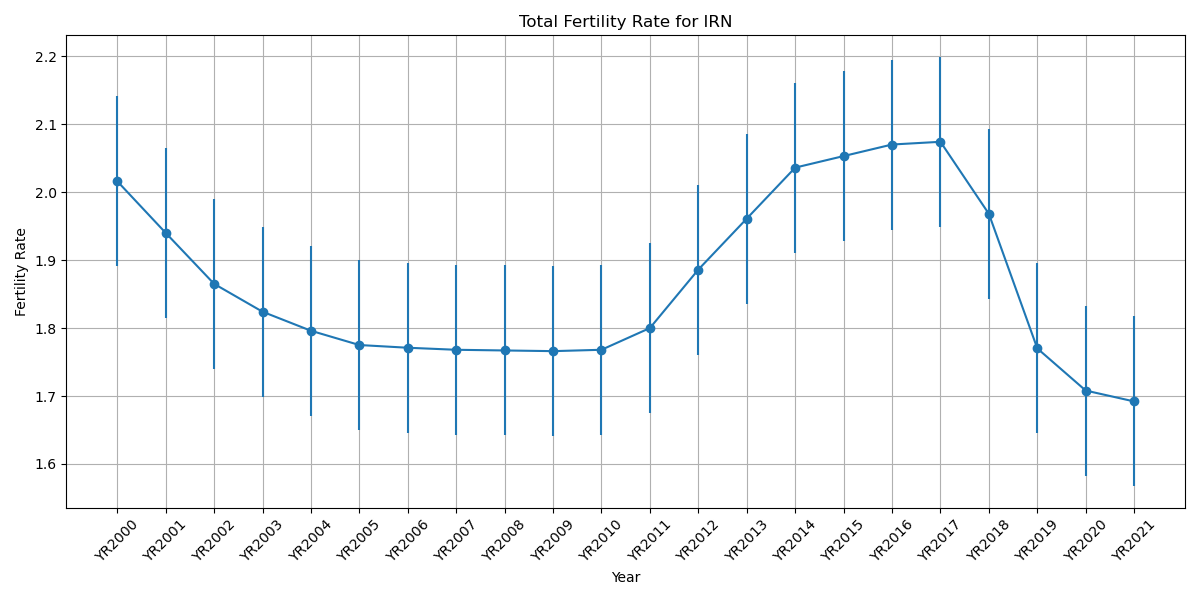 Total Fertility Rate for IRN
Fertility Rate
2.2
2.1
2.0
1.9
1.8
1.7
1.6
YR2000
YR2001
YR2002
YR2003
YR2004
YR2005
YR2006
YR2007
YR2008
YR2009
YR2010
YR2011
YR2012
YR2013
YR2014
YR2015
YR2016
YR2017
YR2018
YR2019
YR2020
YR2021
Year